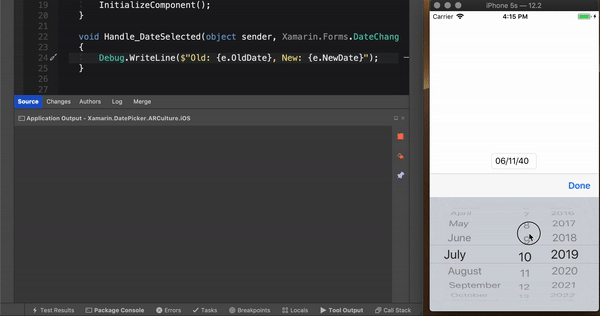 19 InitializeComponent();
20 }
21
22 void Handle_DateSelected(object sender, Xamarin.Forms.DateChang
23 {
24 Debug.WriteLine($"Old: {e.OldDate}, New: {e.NewDate}");
25 }
26
27
Source Changes Authors Log Merge
Application Output - Xamarin.DatePicker.ARCulture.iOS
Test Results Package Console Errors Tasks Breakpoints Locals Tool Output Call Stack
iPhone 5s — 12.2
Carrier 4:15 PM
06/11/40
Done
April 7 2016
May 8 2017
June 9 2018
July 10 2019
August 11 2020
September 12 2021
October 13 2022